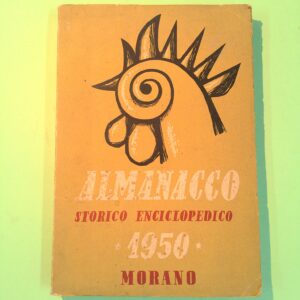 ALMANACCO
STORICO ENCICLOPEDICO
· 1950 ·
MORANO